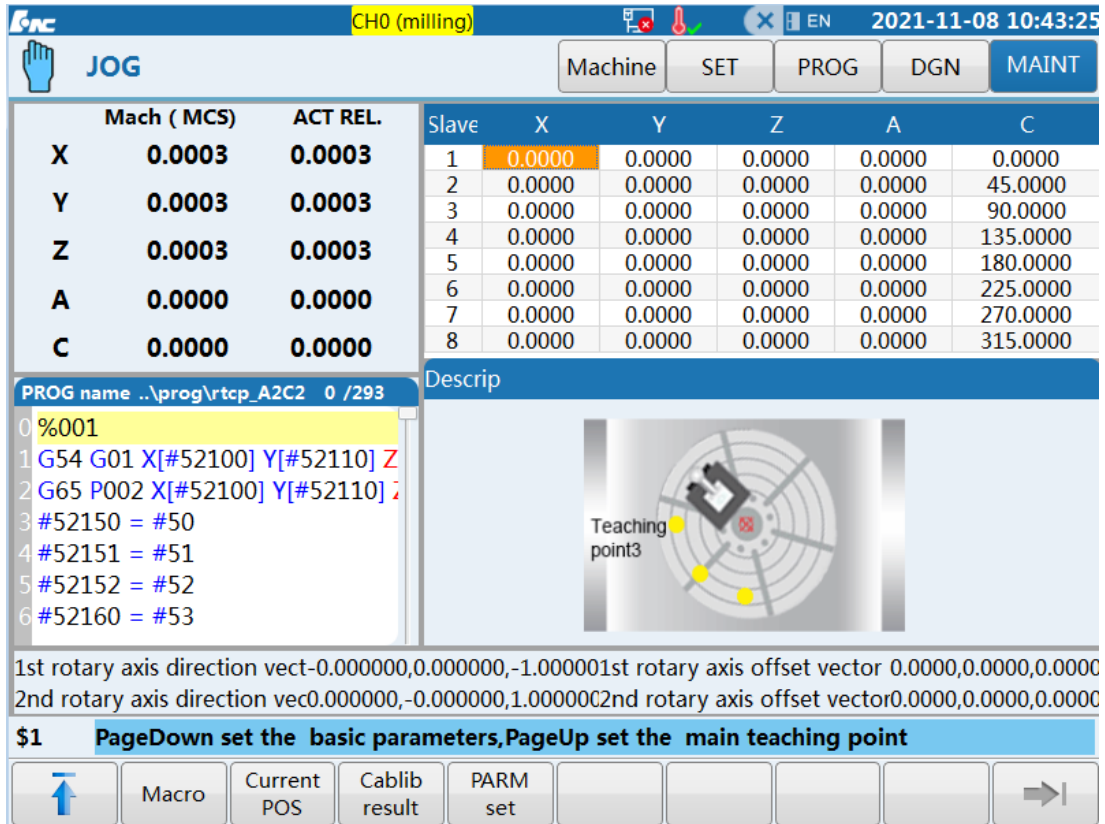 CNC CH0 (milling) EN 2021-11-08 10:43:25
JOG Machine SET PROG DGN MAINT
Mach ( MCS) ACT REL.
X 0.0003 0.0003
Y 0.0003 0.0003
Z 0.0003 0.0003
A 0.0000 0.0000
C 0.0000 0.0000
Slave X Y Z A C
1 0.0000 0.0000 0.0000 0.0000 0.0000
2 0.0000 0.0000 0.0000 0.0000 45.0000
3 0.0000 0.0000 0.0000 0.0000 90.0000
4 0.0000 0.0000 0.0000 0.0000 135.0000
5 0.0000 0.0000 0.0000 0.0000 180.0000
6 0.0000 0.0000 0.0000 0.0000 225.0000
7 0.0000 0.0000 0.0000 0.0000 270.0000
8 0.0000 0.0000 0.0000 0.0000 315.0000
PROG name ..\prog\rtcp_A2C2 0 /293
0 %001
1 G54 G01 X[#52100] Y[#52110] Z
2 G65 P002 X[#52100] Y[#52110] Z
3 #52150 = #50
4 #52151 = #51
5 #52152 = #52
6 #52160 = #53
Descrip
Teaching
point3
1st rotary axis direction vect-0.000000,0.000000,-1.000001st rotary axis offset vector 0.0000,0.0000,0.0000
2nd rotary axis direction vec0.000000,-0.000000,1.0000002nd rotary axis offset vector0.0000,0.0000,0.0000
$1 PageDown set the basic parameters,PageUp set the main teaching point
Macro
Current
POS
Cablib
result
PARM
set